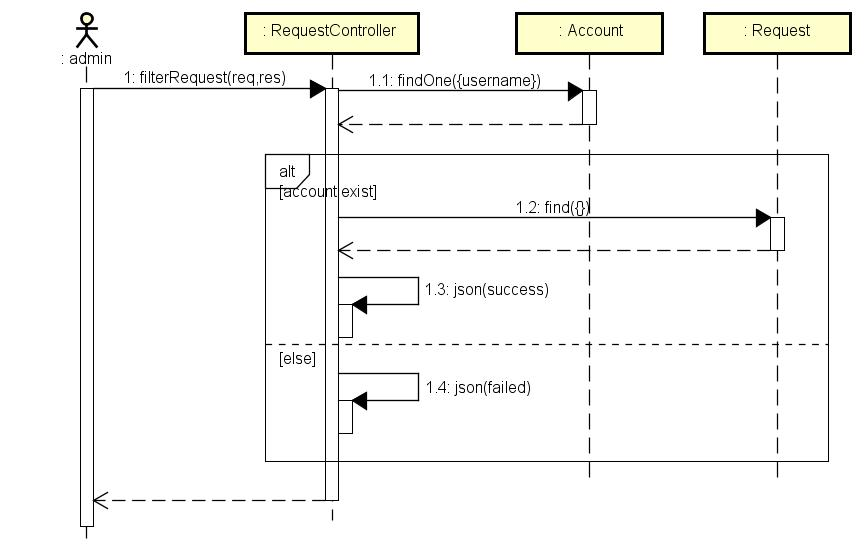 : RequestController
: Account
: Request
: admin
1: filterRequest(req,res)
1.1: findOne({username})
alt
[account exist]
1.2: find({})
1.3: json(success)
[else]
1.4: json(failed)